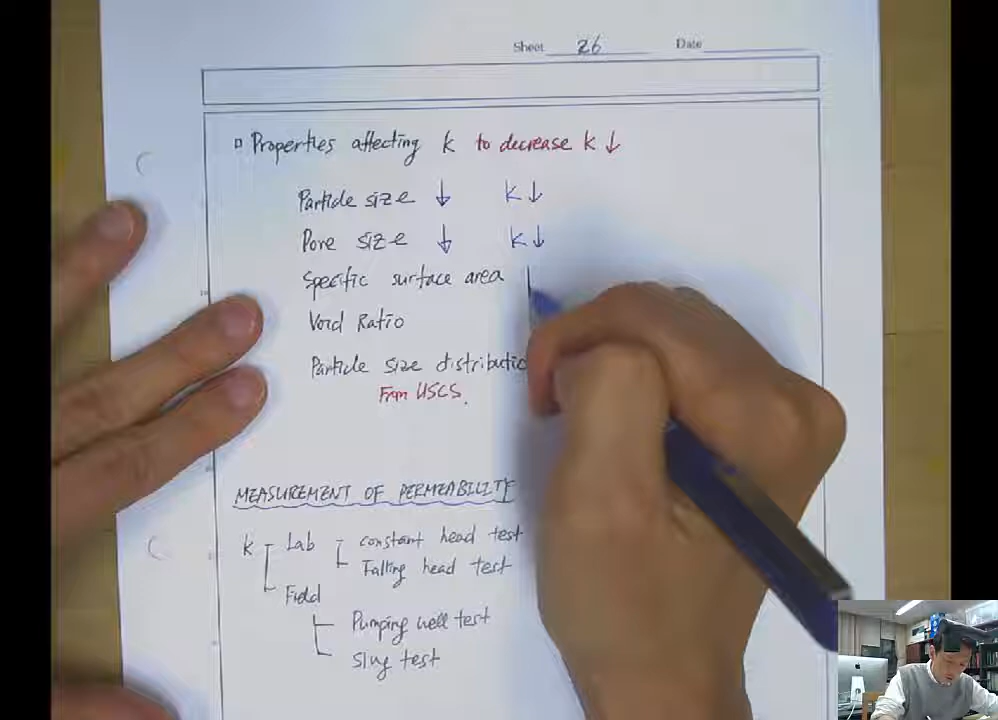 Sheet 26 Date
Properties affecting k to decrease k ↓
Particle size ↓ k ↓
Pore size ↓ k ↓
Specific surface area
Void Ratio
Particle size distributio
From USCS.
MEASUREMENT OF PERMEABILITY
k Lab - constant head test
Falling head test
Field
Pumping well test
Slug test